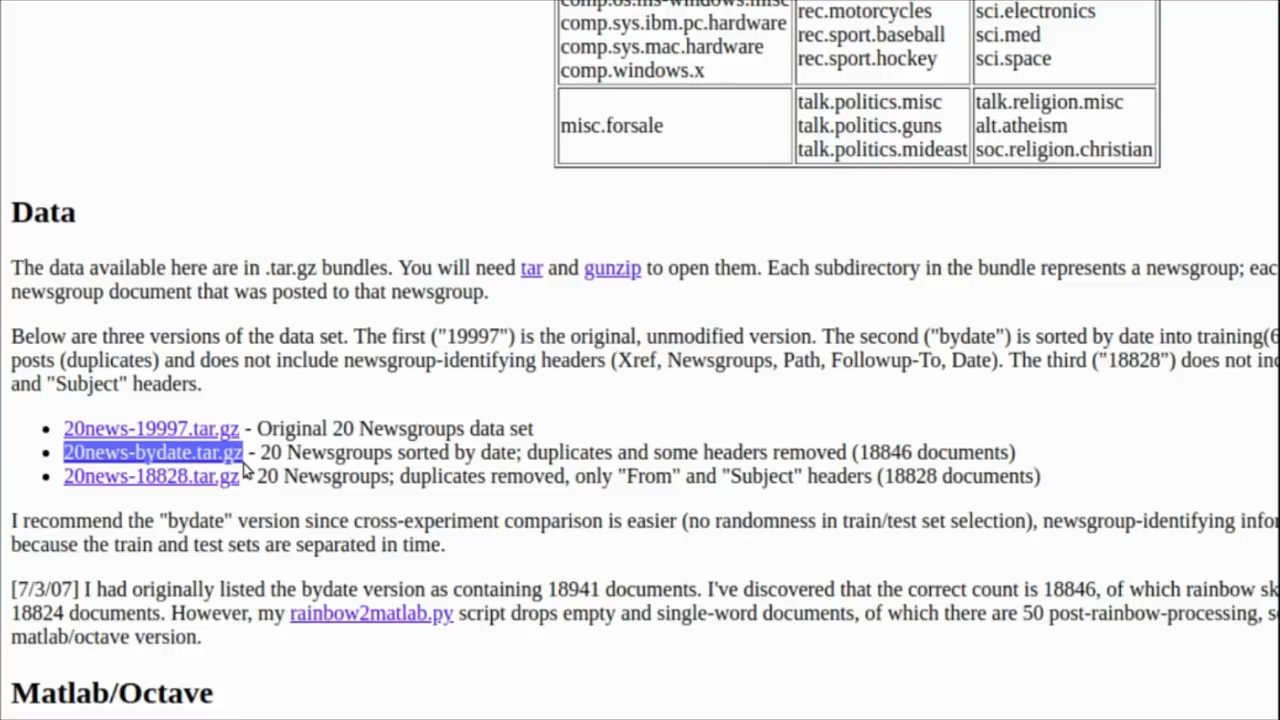 comp.os.ms-windows.misc
comp.sys.ibm.pc.hardware
comp.sys.mac.hardware
comp.windows.x
rec.motorcycles
rec.sport.baseball
rec.sport.hockey
sci.electronics
sci.med
sci.space
misc.forsale
talk.politics.misc
talk.politics.guns
talk.politics.mideast
talk.religion.misc
alt.atheism
soc.religion.christian
Data
The data available here are in .tar.gz bundles. You will need tar and gunzip to open them. Each subdirectory in the bundle represents a newsgroup; eac
newsgroup document that was posted to that newsgroup.
Below are three versions of the data set. The first ("19997") is the original, unmodified version. The second ("bydate") is sorted by date into training(6
posts (duplicates) and does not include newsgroup-identifying headers (Xref, Newsgroups, Path, Followup-To, Date). The third ("18828") does not inc
and "Subject" headers.
• 20news-19997.tar.gz - Original 20 Newsgroups data set
• 20news-bydate.tar.gz - 20 Newsgroups sorted by date; duplicates and some headers removed (18846 documents)
• 20news-18828.tar.gz - 20 Newsgroups; duplicates removed, only "From" and "Subject" headers (18828 documents)
I recommend the "bydate" version since cross-experiment comparison is easier (no randomness in train/test set selection), newsgroup-identifying infor
because the train and test sets are separated in time.
[7/3/07] I had originally listed the bydate version as containing 18941 documents. I've discovered that the correct count is 18846, of which rainbow sk
18824 documents. However, my rainbow2matlab.py script drops empty and single-word documents, of which there are 50 post-rainbow-processing, s
matlab/octave version.
Matlab/Octave